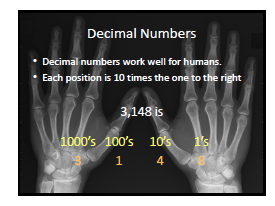 Decimal Numbers
• Decimal numbers work well for humans.
• Each position is 10 times the one to the right
3,148 is
1000's 100's 10's 1's
3 1 4 8